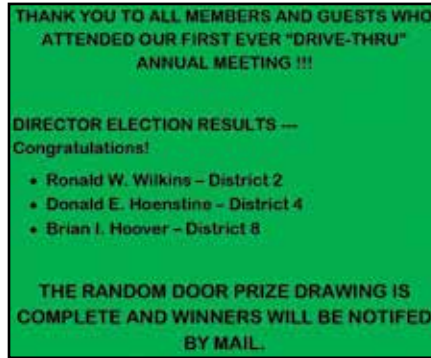 THANK YOU TO ALL MEMBERS AND GUESTS WHO
ATTENDED OUR FIRST EVER "DRIVE-THRU"
ANNUAL MEETING !!!
DIRECTOR ELECTION RESULTS ---
Congratulations!
• Ronald W. Wilkins – District 2
• Donald E. Hoenstine – District 4
• Brian I. Hoover – District 8
THE RANDOM DOOR PRIZE DRAWING IS
COMPLETE AND WINNERS WILL BE NOTIFED
BY MAIL.